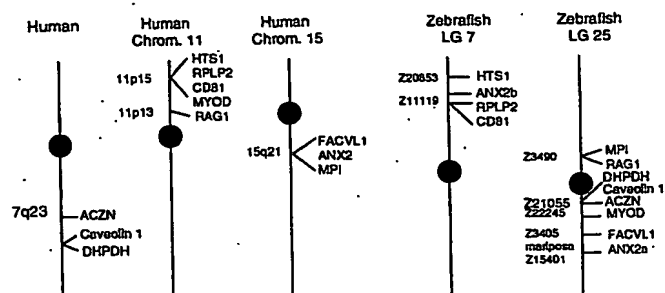 Human
7q23
ACZN
Caveolin 1
DHPDH
Human
Chrom. 11
11p15
HTS1
RPLP2
CD81
MYOD
11p13
RAG1
Human
Chrom. 15
15q21
FACVL1
ANX2
MPI
Zebrafish
LG 7
Z20853
HTS1
ANX2b
Z11119
RPLP2
CD81
Zebrafish
LG 25
Z3490
MPI
RAG1
DHPDH
Caveolin 1
Z21055
ACZN
Z22245
MYOD
Z3405
FACVL1
mariposa
ANX2a
Z15401